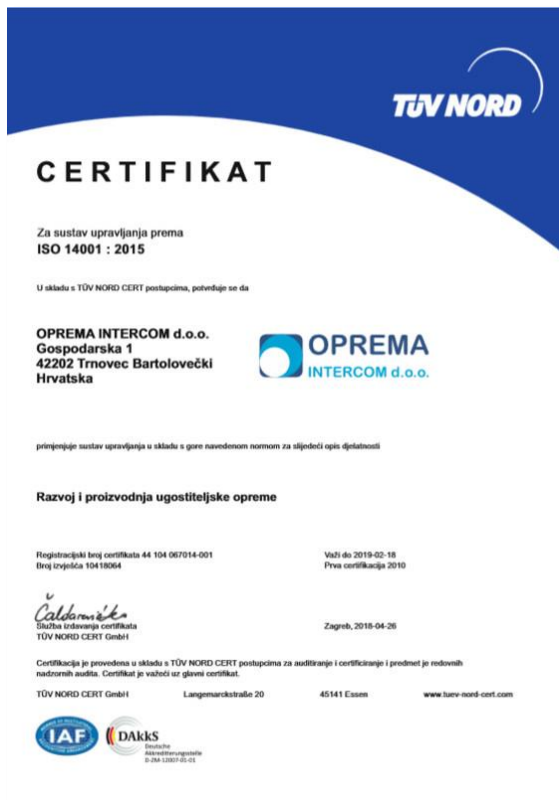 TÜV NORD
CERTIFIKAT
Za sustav upravljanja prema
ISO 14001 : 2015
U skladu s TÜV NORD CERT postupcima, potvrđuje se da
OPREMA INTERCOM d.o.o.
Gospodarska 1
42202 Trnovec Bartolovečki
Hrvatska
OPREMA
INTERCOM d.o.o.
primjenjuje sustav upravljanja u skladu s gore navedenom normom za slijedeći opis djelatnosti
Razvoj i proizvodnja ugostiteljske opreme
Registracijski broj certifikata 44 104 067014-001
Broj izvješća 10418064
Važi do 2019-02-18
Prva certifikacija 2010
Služba izdavanja certifikata
TÜV NORD CERT GmbH
Zagreb, 2018-04-26
Certifikacija je provedena u skladu s TÜV NORD CERT postupcima za auditiranje i certificiranje i predmet je redovnih
nadzornih audita. Certifikat je važeći uz glavni certifikat.
TÜV NORD CERT GmbH Langemarckstraße 20 45141 Essen www.tuev-nord-cert.com
IAF
DAkkS
Deutsche
Akkreditierungsstelle
D-ZM-12007-01-01